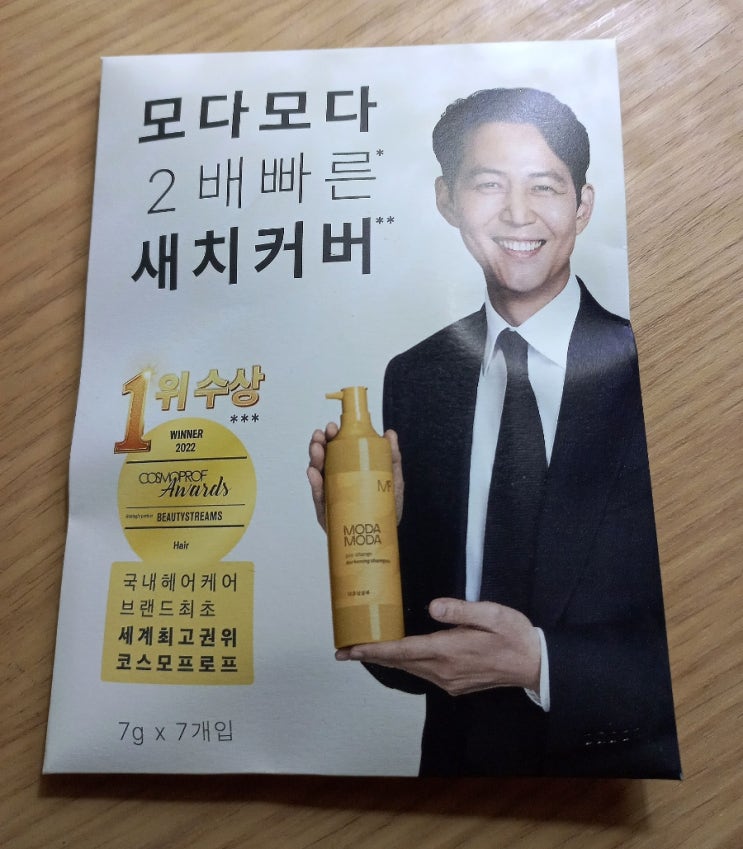 모다모다
2배빠른*
새치커버**
1위수상
***
WINNER
2022
COSMOPROF
Awards
BEAUTYSTREAMS
Hair
국내헤어케어
브랜드최초
세계최고권위
코스모프로프
7g x 7개입
MODA
MODA